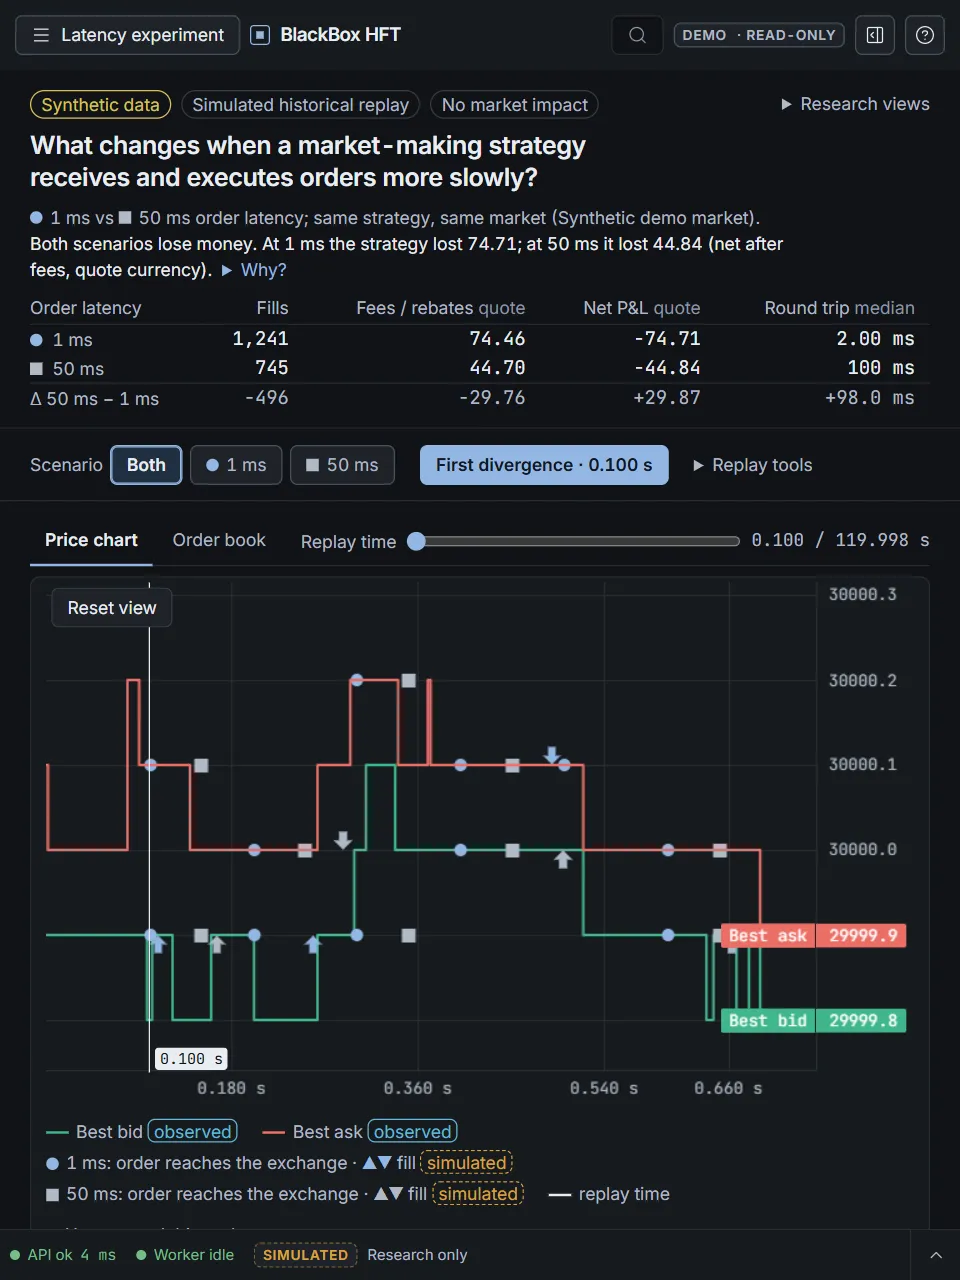 Latency experiment
BlackBox HFT
DEMO · READ-ONLY
Synthetic data
Simulated historical replay
No market impact
Research views
What changes when a market-making strategy
receives and executes orders more slowly?
1 ms vs 50 ms order latency; same strategy, same market (Synthetic demo market).
Both scenarios lose money. At 1 ms the strategy lost 74.71; at 50 ms it lost 44.84 (net after
fees, quote currency). Why?
Order latency Fills Fees / rebates quote Net P&L quote Round trip median
1 ms 1,241 74.46 -74.71 2.00 ms
50 ms 745 44.70 -44.84 100 ms
Δ 50 ms − 1 ms -496 -29.76 +29.87 +98.0 ms
Scenario Both 1 ms 50 ms First divergence · 0.100 s Replay tools
Price chart Order book Replay time 0.100 / 119.998 s
Reset view
30000.3
30000.2
30000.1
30000.0
Best ask 29999.9
Best bid 29999.8
0.100 s
0.180 s 0.360 s 0.540 s 0.660 s
Best bid observed Best ask observed
1 ms: order reaches the exchange · ▲▼ fill simulated
50 ms: order reaches the exchange · ▲▼ fill simulated replay time
API ok 4 ms Worker idle SIMULATED Research only